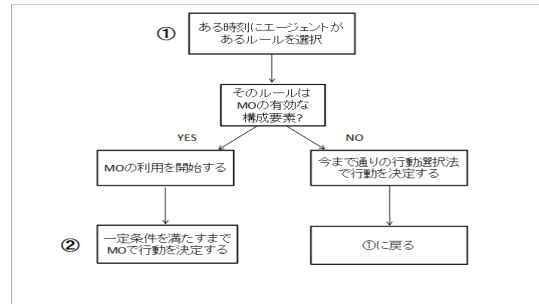 ①
ある時刻にエージェントが
あるルールを選択
そのルールは
MOの有効な
構成要素?
YES
NO
MOの利用を開始する
今まで通りの行動選択法
で行動を決定する
②
一定条件を満たすまで
MOで行動を決定する
①に戻る